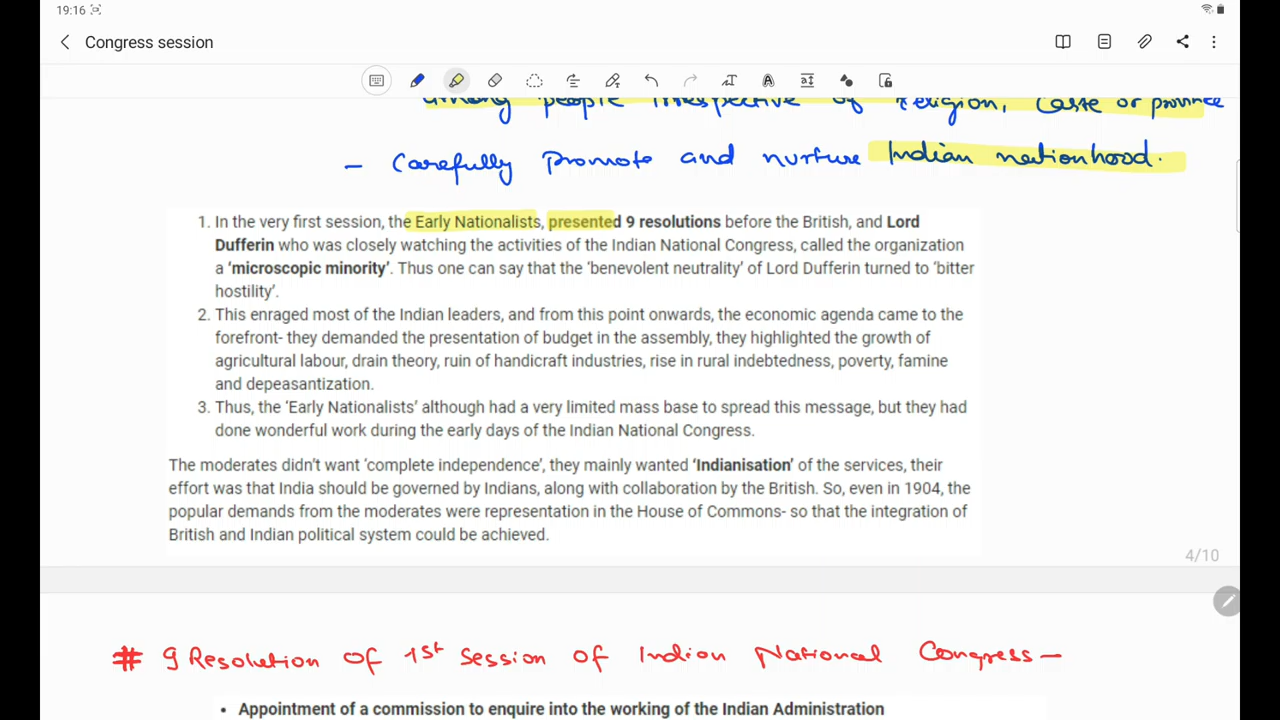 19:16
Congress session
among people irrespective of religion, caste or province
– Carefully promote and nurture Indian nationhood.
1. In the very first session, the Early Nationalists, presented 9 resolutions before the British, and Lord
Dufferin who was closely watching the activities of the Indian National Congress, called the organization
a ‘microscopic minority’. Thus one can say that the ‘benevolent neutrality’ of Lord Dufferin turned to ‘bitter
hostility’.
2. This enraged most of the Indian leaders, and from this point onwards, the economic agenda came to the
forefront- they demanded the presentation of budget in the assembly, they highlighted the growth of
agricultural labour, drain theory, ruin of handicraft industries, rise in rural indebtedness, poverty, famine
and depeasantization.
3. Thus, the ‘Early Nationalists’ although had a very limited mass base to spread this message, but they had
done wonderful work during the early days of the Indian National Congress.
The moderates didn’t want ‘complete independence’, they mainly wanted ‘Indianisation’ of the services, their
effort was that India should be governed by Indians, along with collaboration by the British. So, even in 1904, the
popular demands from the moderates were representation in the House of Commons- so that the integration of
British and Indian political system could be achieved.
4/10
# 9 Resolution of 1st session of Indian National Congress –
• Appointment of a commission to enquire into the working of the Indian Administration